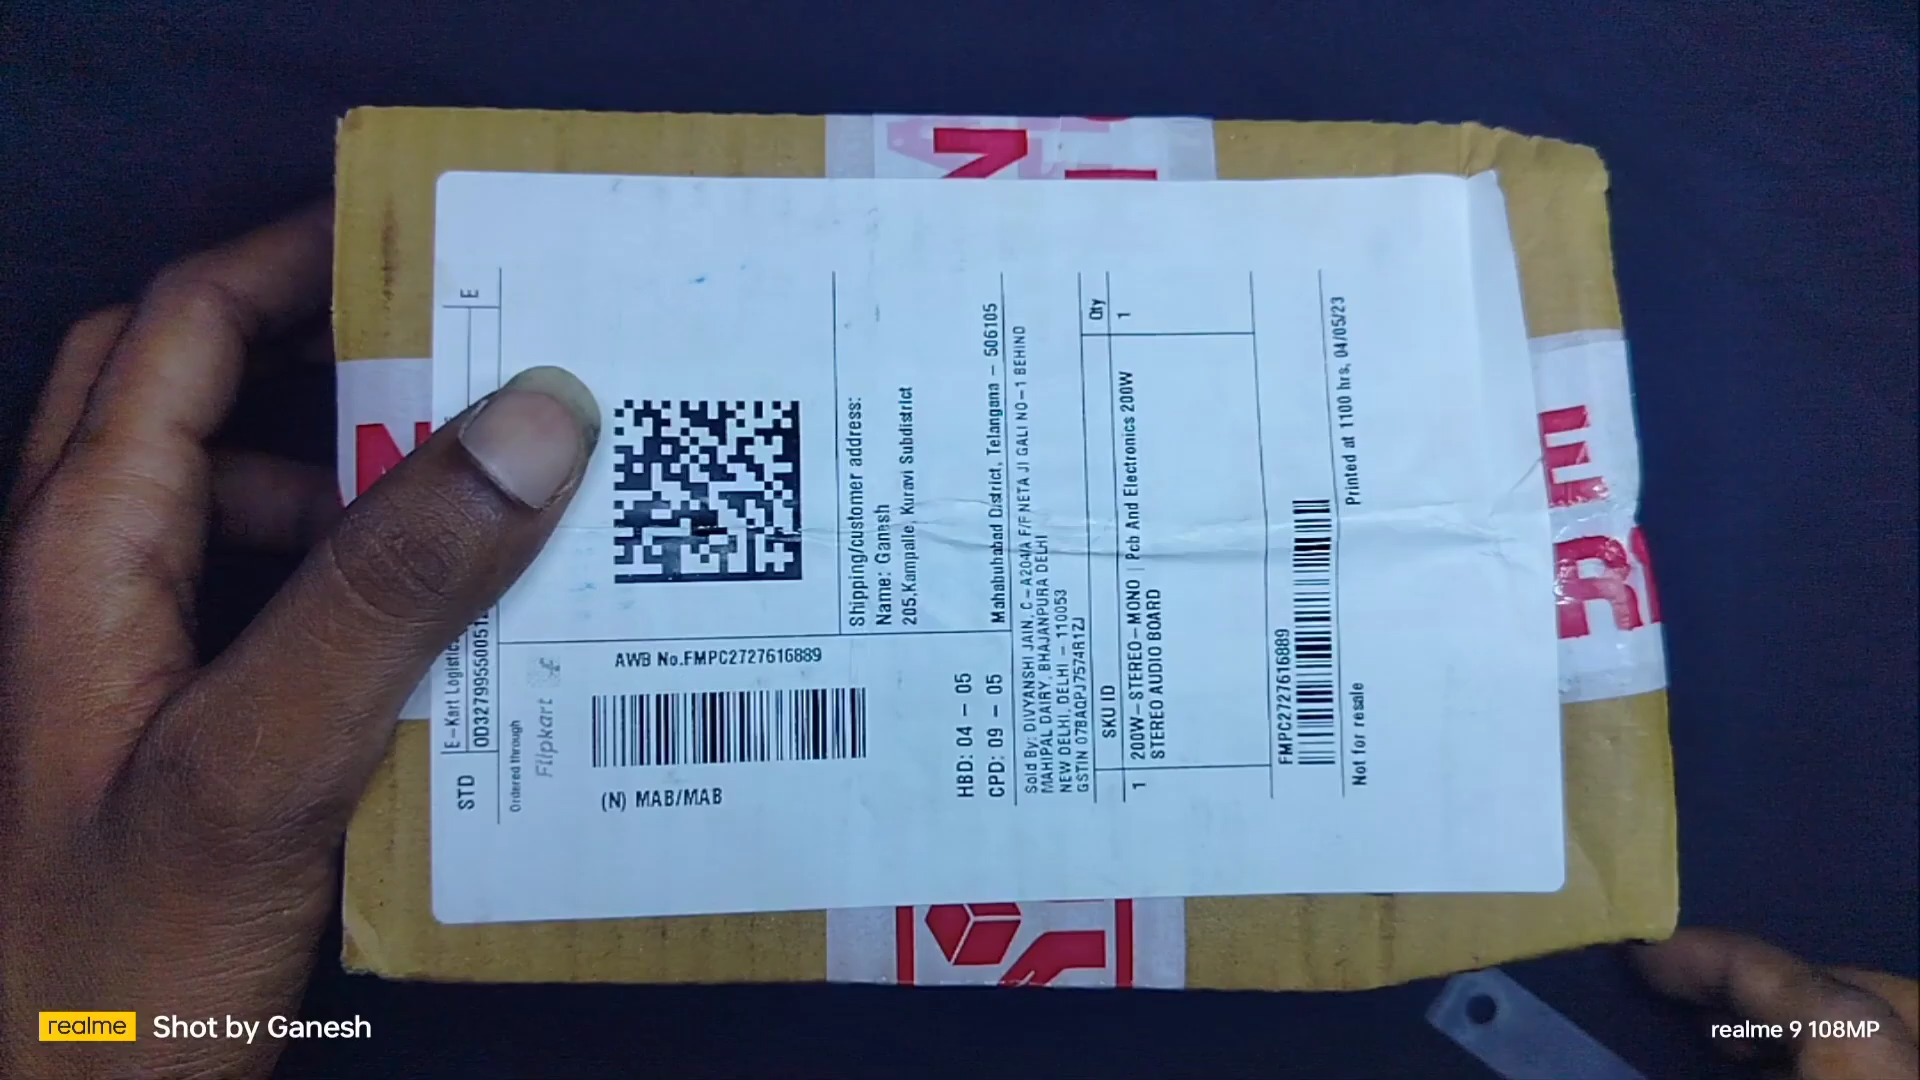 STD
E-Kart Logistic
E
OD32799550051
Ordered through
Flipkart
AWB No.FMPC2727616889
(N) MAB/MAB
HBD: 04 - 05
CPD: 09 - 05
Shipping/customer address:
Name: Ganesh
205,Kampalle, Kuravi Subdistrict
Mahabubabad District, Telangana - 506105
Sold By: DIVYANSHI JAIN, C-A204/A F/F NETA JI GALI NO-1 BEHIND
MAHIPAL DAIRY, BHAJANPURA DELHI
NEW DELHI, DELHI - 110053
GSTIN 07BAQPJ7574R1ZJ
SKU ID
Qty
1 200W-STEREO-MONO | Pcb And Electronics 200W 1
STEREO AUDIO BOARD
FMPC2727616889
Not for resale
Printed at 1100 hrs, 04/05/23
realme Shot by Ganesh
realme 9 108MP